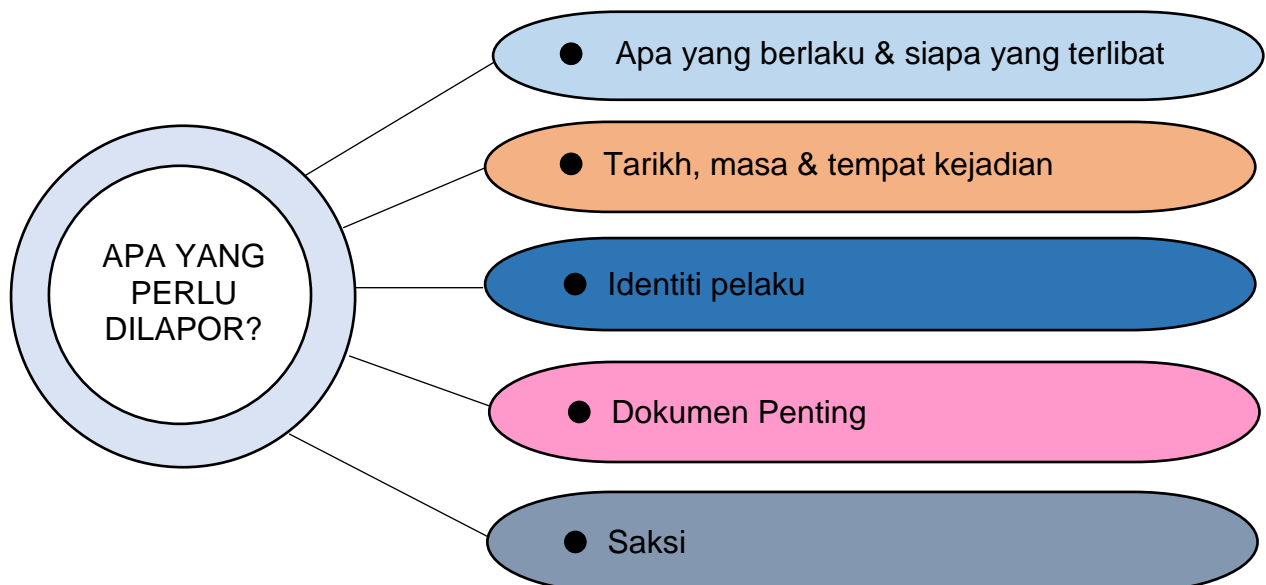 APA YANG
PERLU
DILAPOR?
● Apa yang berlaku & siapa yang terlibat
● Tarikh, masa & tempat kejadian
● Identiti pelaku
● Dokumen Penting
● Saksi